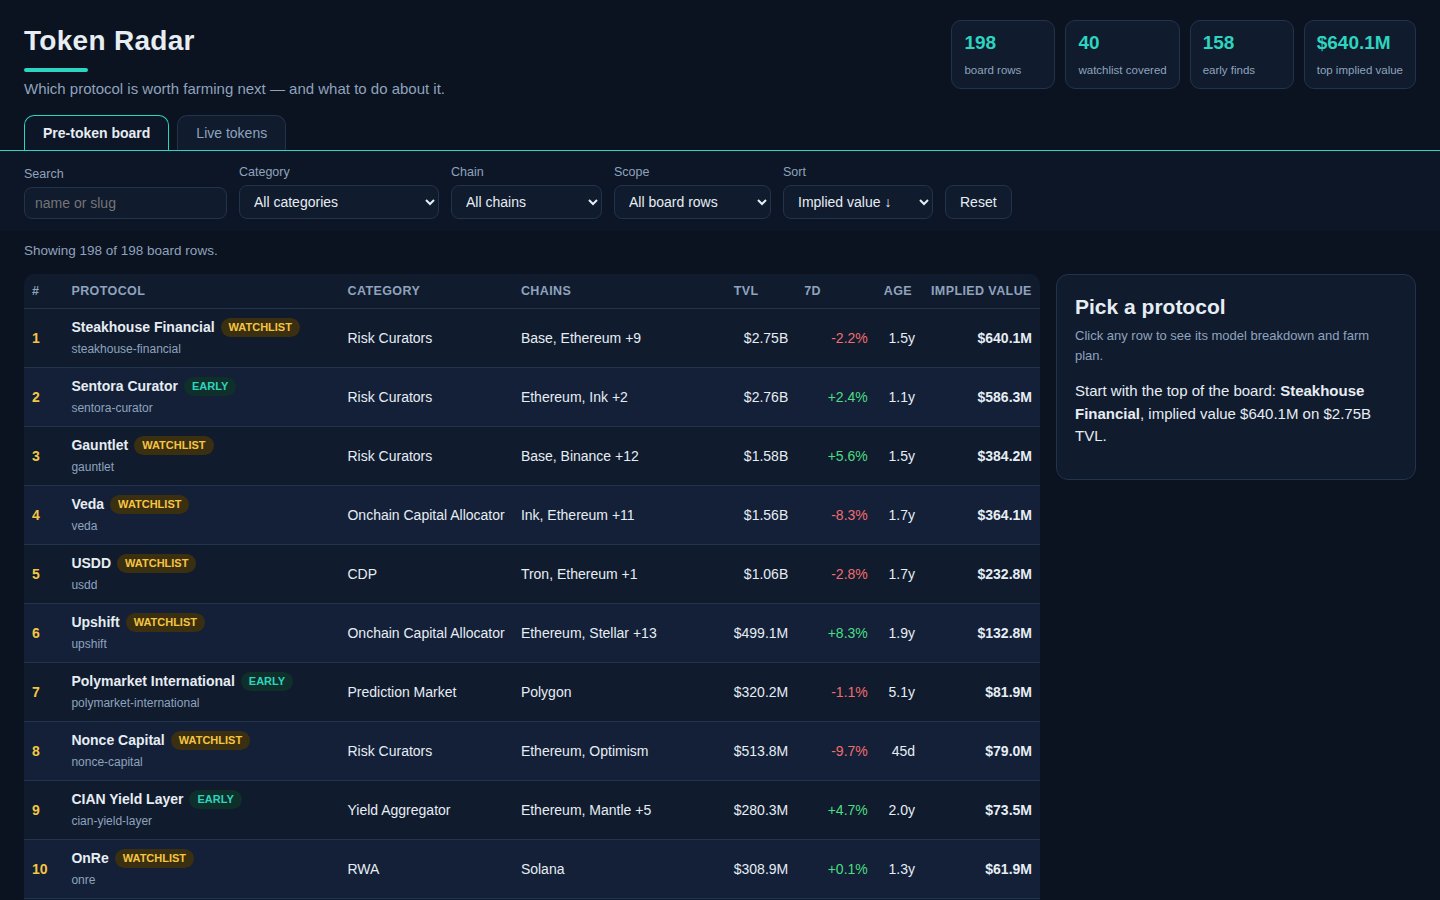 Token Radar
Which protocol is worth farming next — and what to do about it.
198
board rows
40
watchlist covered
158
early finds
$640.1M
top implied value
Pre-token board
Live tokens
Search
name or slug
Category
All categories
Chain
All chains
Scope
All board rows
Sort
Implied value ↓
Reset
Showing 198 of 198 board rows.
# PROTOCOL CATEGORY CHAINS TVL 7D AGE IMPLIED VALUE
1 Steakhouse Financial WATCHLIST Risk Curators Base, Ethereum +9 $2.75B -2.2% 1.5y $640.1M
steakhouse-financial
2 Sentora Curator EARLY Risk Curators Ethereum, Ink +2 $2.76B +2.4% 1.1y $586.3M
sentora-curator
3 Gauntlet WATCHLIST Risk Curators Base, Binance +12 $1.58B +5.6% 1.5y $384.2M
gauntlet
4 Veda WATCHLIST Onchain Capital Allocator Ink, Ethereum +11 $1.56B -8.3% 1.7y $364.1M
veda
5 USDD WATCHLIST CDP Tron, Ethereum +1 $1.06B -2.8% 1.7y $232.8M
usdd
6 Upshift WATCHLIST Onchain Capital Allocator Ethereum, Stellar +13 $499.1M +8.3% 1.9y $132.8M
upshift
7 Polymarket International EARLY Prediction Market Polygon $320.2M -1.1% 5.1y $81.9M
polymarket-international
8 Nonce Capital WATCHLIST Risk Curators Ethereum, Optimism $513.8M -9.7% 45d $79.0M
nonce-capital
9 CIAN Yield Layer EARLY Yield Aggregator Ethereum, Mantle +5 $280.3M +4.7% 2.0y $73.5M
cian-yield-layer
10 OnRe WATCHLIST RWA Solana $308.9M +0.1% 1.3y $61.9M
onre
Pick a protocol
Click any row to see its model breakdown and farm
plan.
Start with the top of the board: Steakhouse
Financial, implied value $640.1M on $2.75B
TVL.